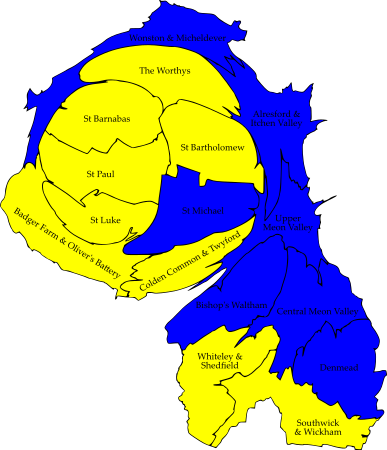 Wonston & Micheldever
The Worthys
Alresford &
Itchen Valley
St Barnabas
St Bartholomew
St Paul
St Michael
St Luke
Upper
Meon Valley
Badger Farm & Oliver's Battery
Colden Common & Twyford
Bishop's Waltham
Central Meon Valley
Whiteley &
Shedfield
Denmead
Southwick
& Wickham